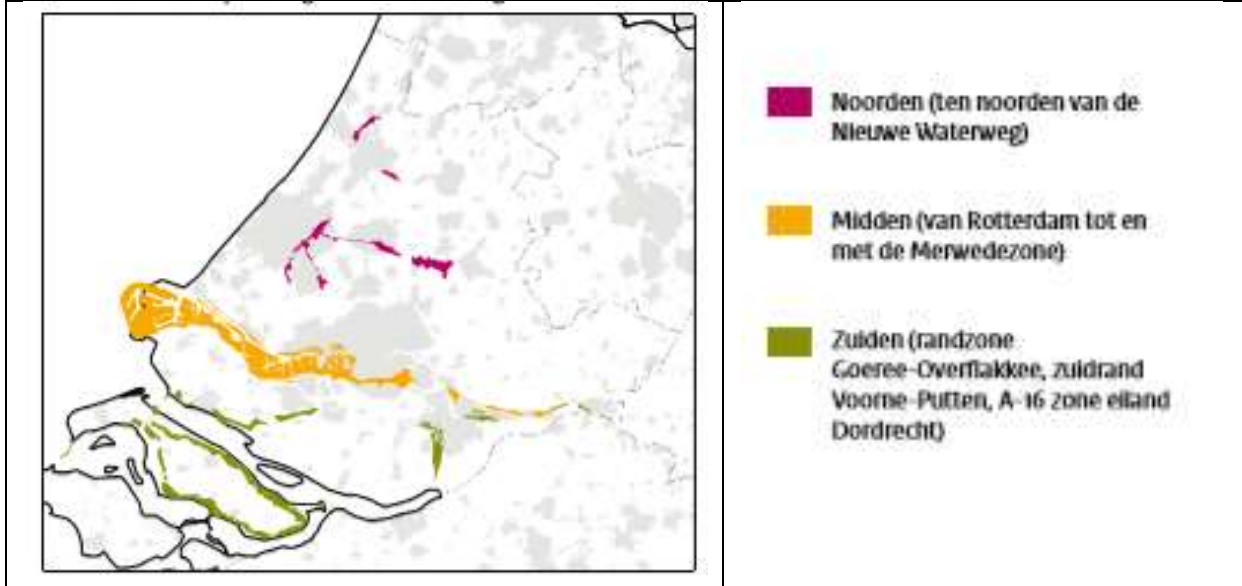 Noorden (ten noorden van de
Nieuwe Waterweg)
Midden (van Rotterdam tot en
met de Merwedezone)
Zuiden (randzone
Goeree-Overflakkee, zuidrand
Voorne-Putten, A-16 zone eiland
Dordrecht)